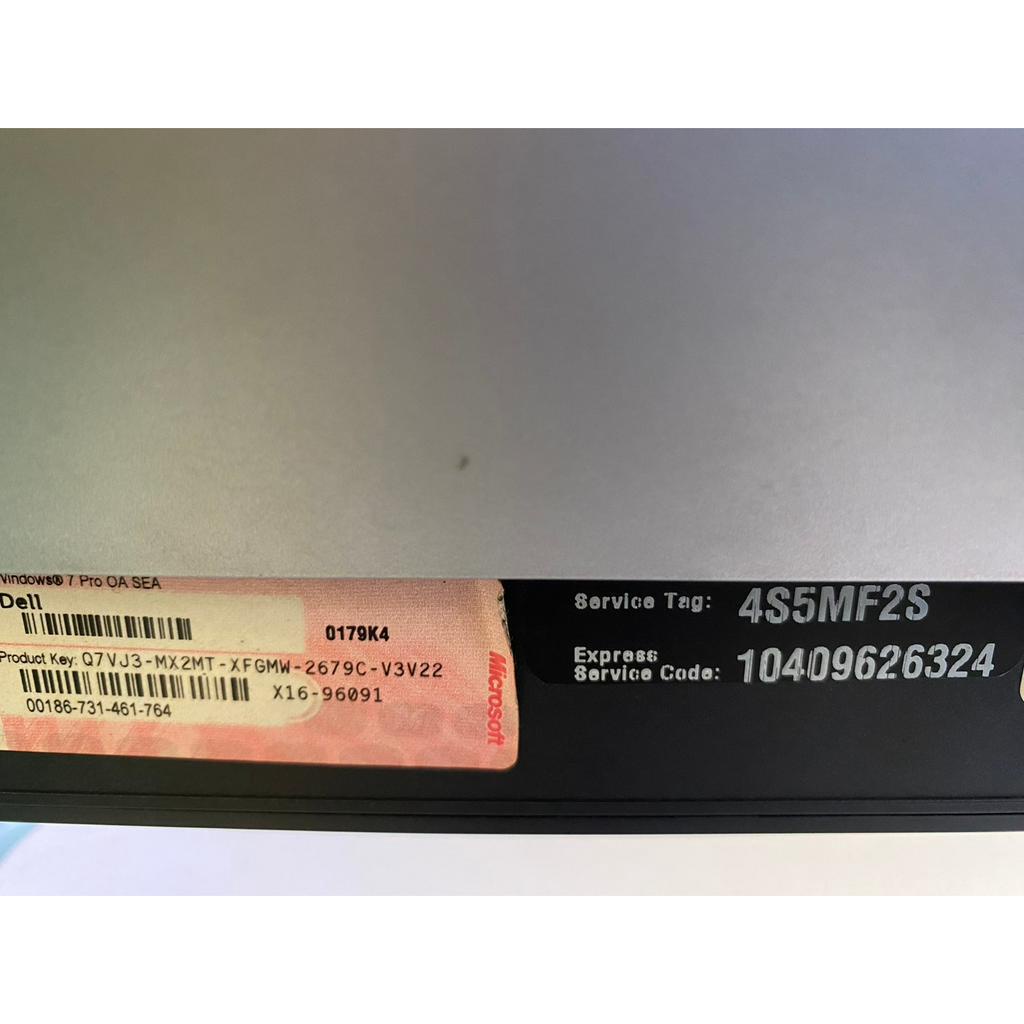 Windows® 7 Pro OA SEA
Dell
0179K4
Product Key: Q7VJ3-MX2MT-XFGMW-2679C-V3V22
X16-96091
00186-731-461-764
Microsoft
Service Tag: 4S5MF2S
Express
Service Code: 10409626324